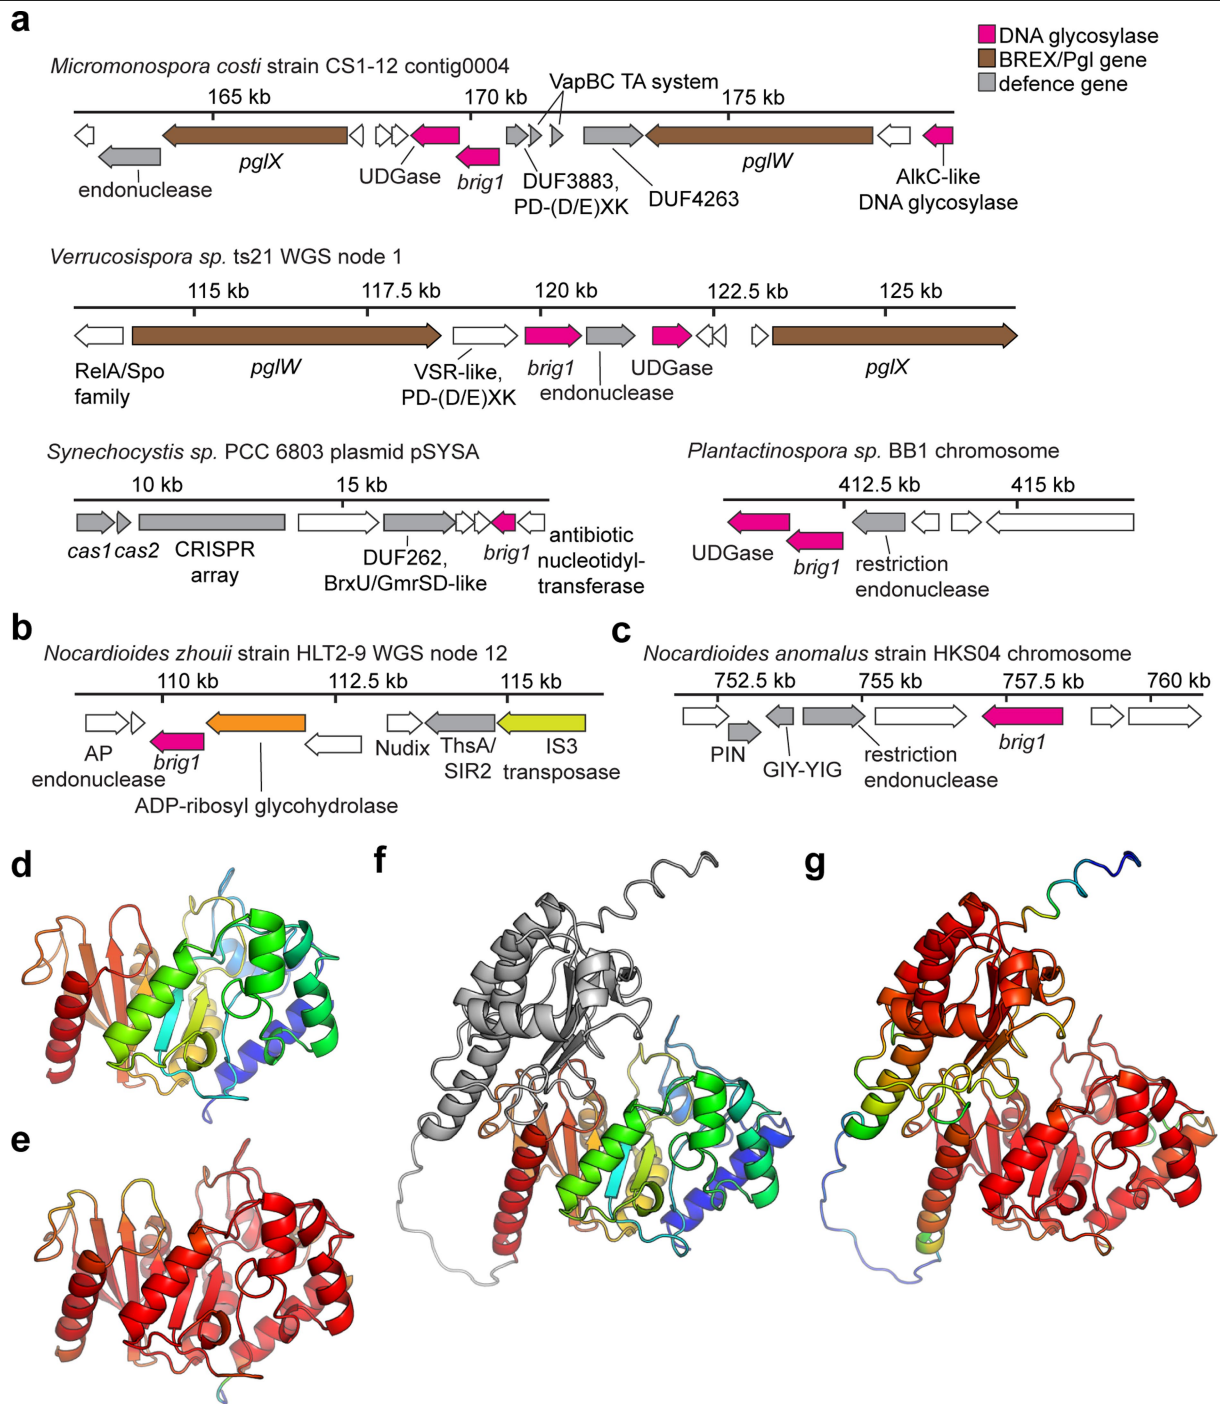 a
DNA glycosylase
BREX/Pgl gene
defence gene
Micromonospora costi strain CS1-12 contig0004
VapBC TA system
165 kb
170 kb
175 kb
endonuclease
pglX
UDGase
brig1
DUF3883,
PD-(D/E)XK
DUF4263
pglW
AlkC-like
DNA glycosylase
Verrucosispora sp. ts21 WGS node 1
115 kb
117.5 kb
120 kb
122.5 kb
125 kb
RelA/Spo
family
pglW
VSR-like,
PD-(D/E)XK
brig1
endonuclease
UDGase
pglX
Synechocystis sp. PCC 6803 plasmid pSYSA
10 kb
15 kb
cas1
cas2
CRISPR
array
DUF262,
BrxU/GmrSD-like
brig1
antibiotic
nucleotidyl-
transferase
Plantactinospora sp. BB1 chromosome
412.5 kb
415 kb
UDGase
brig1
restriction
endonuclease
b
Nocardioides zhouii strain HLT2-9 WGS node 12
110 kb
112.5 kb
115 kb
AP
endonuclease
brig1
ADP-ribosyl glycohydrolase
Nudix
ThsA/
SIR2
IS3
transposase
c
Nocardioides anomalus strain HKS04 chromosome
752.5 kb
755 kb
757.5 kb
760 kb
PIN
GIY-YIG
restriction
endonuclease
brig1
d
e
f
g